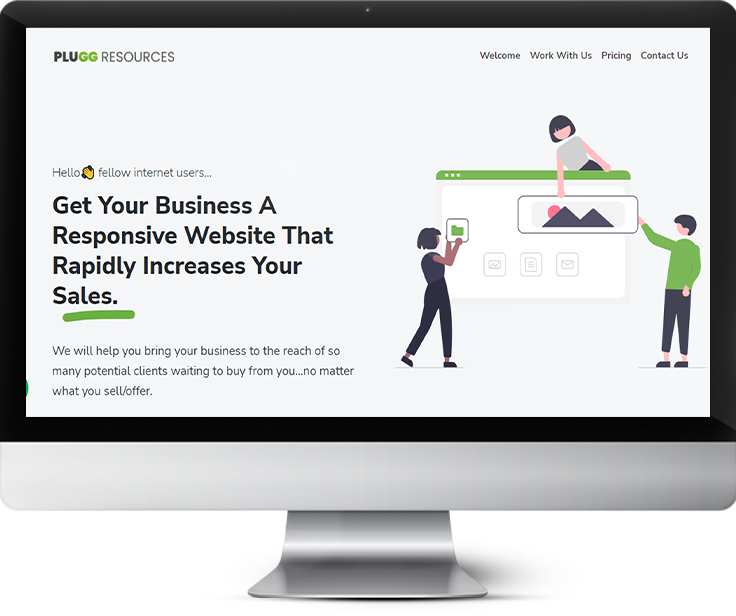 PLUGG RESOURCES
Welcome Work With Us Pricing Contact Us
Hello👏 fellow internet users...
Get Your Business A
Responsive Website That
Rapidly Increases Your
Sales.
We will help you bring your business to the reach of so
many potential clients waiting to buy from you...no matter
what you sell/offer.